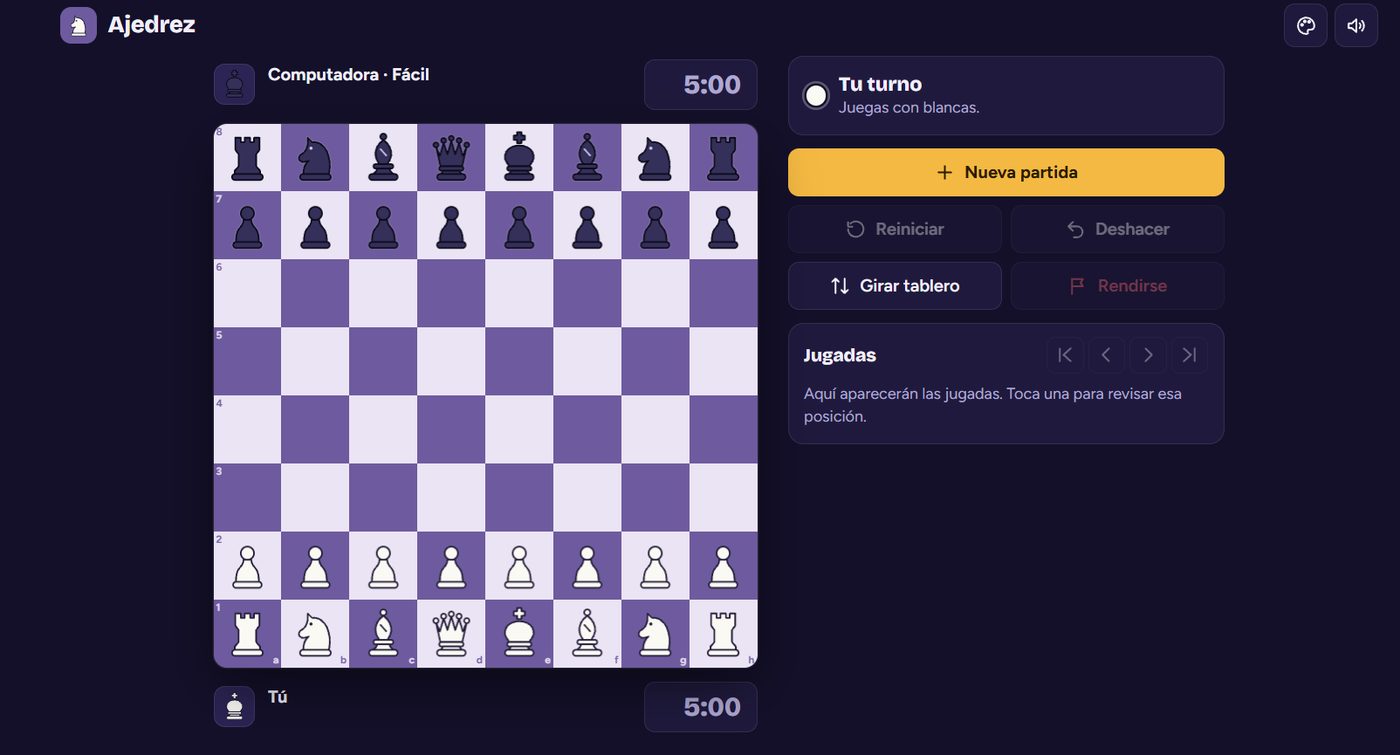 Ajedrez
Computadora · Fácil
5:00
8
7
6
5
4
3
2
1
a b c d e f g h
Tú
5:00
Tu turno
Juegas con blancas.
Nueva partida
Reiniciar
Deshacer
Girar tablero
Rendirse
Jugadas
Aquí aparecerán las jugadas. Toca una para revisar esa
posición.